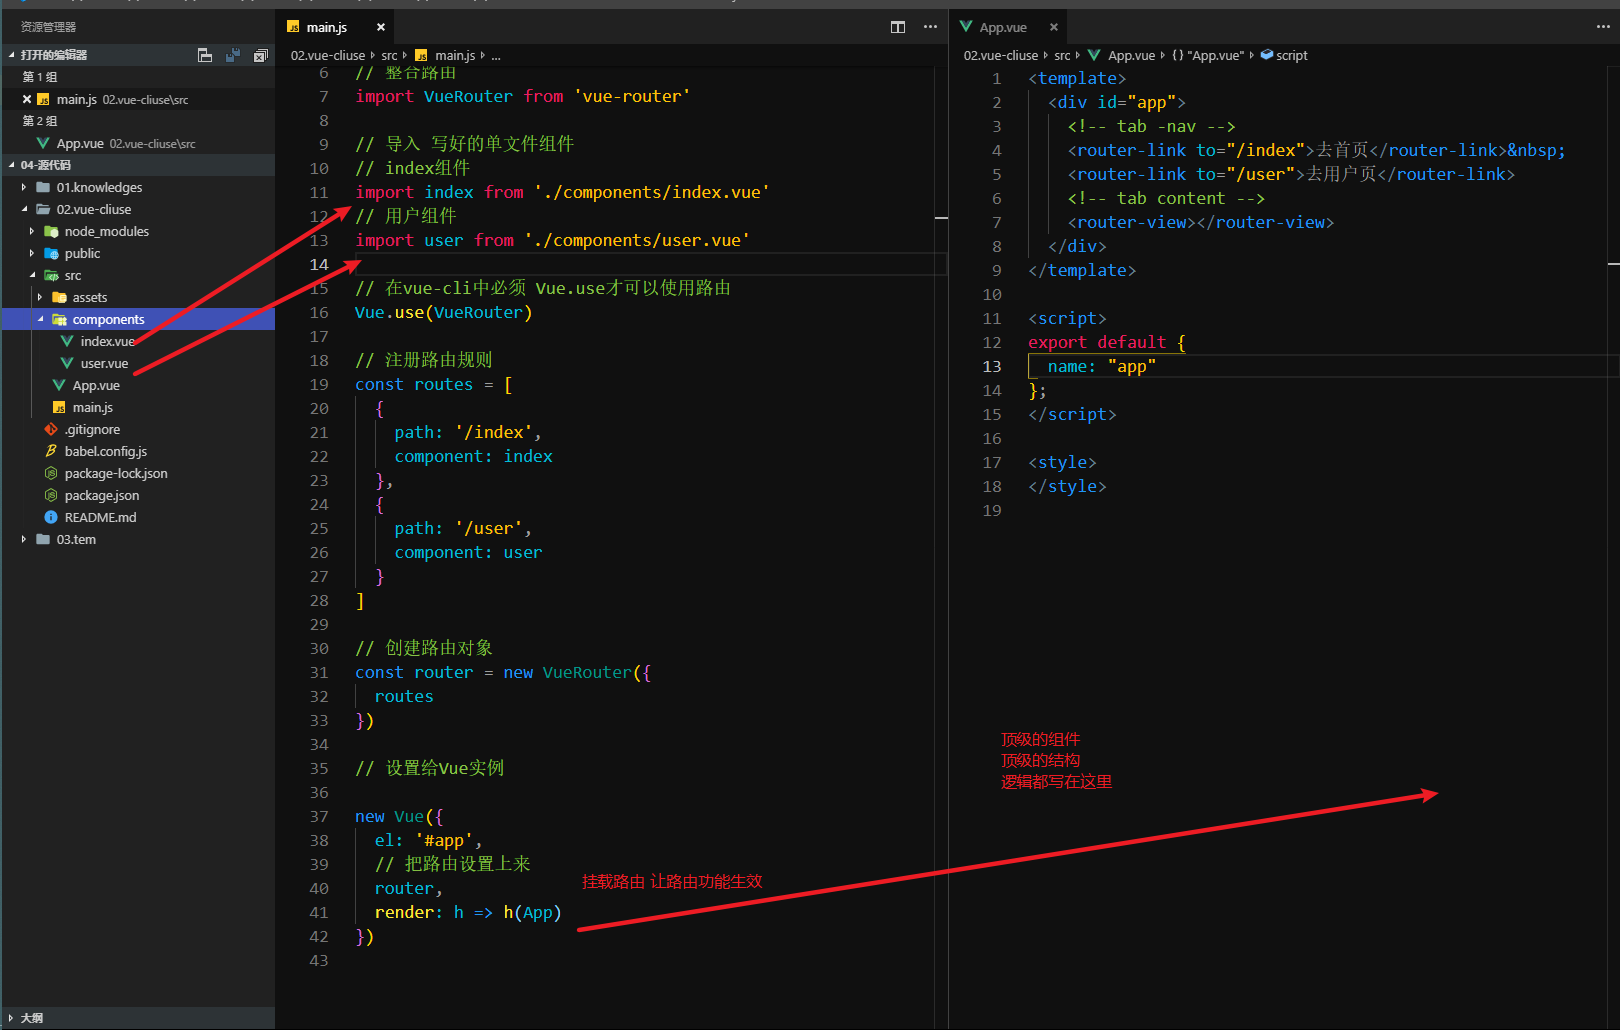 资源管理器
打开的编辑器
第 1 组
main.js 02.vue-cliuse\src
第 2 组
App.vue 02.vue-cliuse\src
04-源代码
01.knowledges
02.vue-cliuse
node_modules
public
src
assets
components
index.vue
user.vue
App.vue
main.js
.gitignore
babel.config.js
package-lock.json
package.json
README.md
03.tem
大纲
main.js
02.vue-cliuse src main.js ...
6 // 整合路由
7 import VueRouter from 'vue-router'
8
9 // 导入 写好的单文件组件
10 // index组件
11 import index from './components/index.vue'
12 // 用户组件
13 import user from './components/user.vue'
14
15 // 在vue-cli中必须 Vue.use才可以使用路由
16 Vue.use(VueRouter)
17
18 // 注册路由规则
19 const routes = [
20 {
21 path: '/index',
22 component: index
23 },
24 {
25 path: '/user',
26 component: user
27 }
28 ]
29
30 // 创建路由对象
31 const router = new VueRouter({
32 routes
33 })
34
35 // 设置给Vue实例
36
37 new Vue({
38 el: '#app',
39 // 把路由设置上来
40 router,
41 render: h => h(App)
42 })
43
挂载路由 让路由功能生效
App.vue
02.vue-cliuse src App.vue {} "App.vue" script
1 <template>
2 <div id="app">
3 <!-- tab -nav -->
4 <router-link to="/index">去首页</router-link>&nbsp;
5 <router-link to="/user">去用户页</router-link>
6 <!-- tab content -->
7 <router-view></router-view>
8 </div>
9 </template>
10
11 <script>
12 export default {
13 name: "app"
14 };
15 </script>
16
17 <style>
18 </style>
19
顶级的组件
顶级的结构
逻辑都写在这里